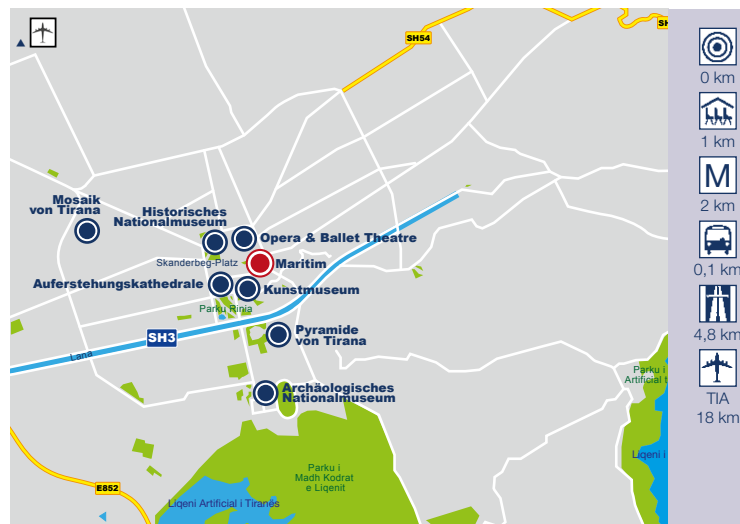 SH54
SH
Mosaik
von Tirana
Historisches
Nationalmuseum
Opera & Ballet Theatre
Skanderbeg-Platz
Maritim
Auferstehungskathedrale
Kunstmuseum
Parku Rinia
SH3
Lana
Pyramide
von Tirana
Archäologisches
Nationalmuseum
Parku i
Artificial t
Parku i
Madh Kodrat
e Liqenit
Liqeni i
E852
Liqeni Artificial i Tiranës
0 km
1 km
M
2 km
0,1 km
4,8 km
TIA
18 km